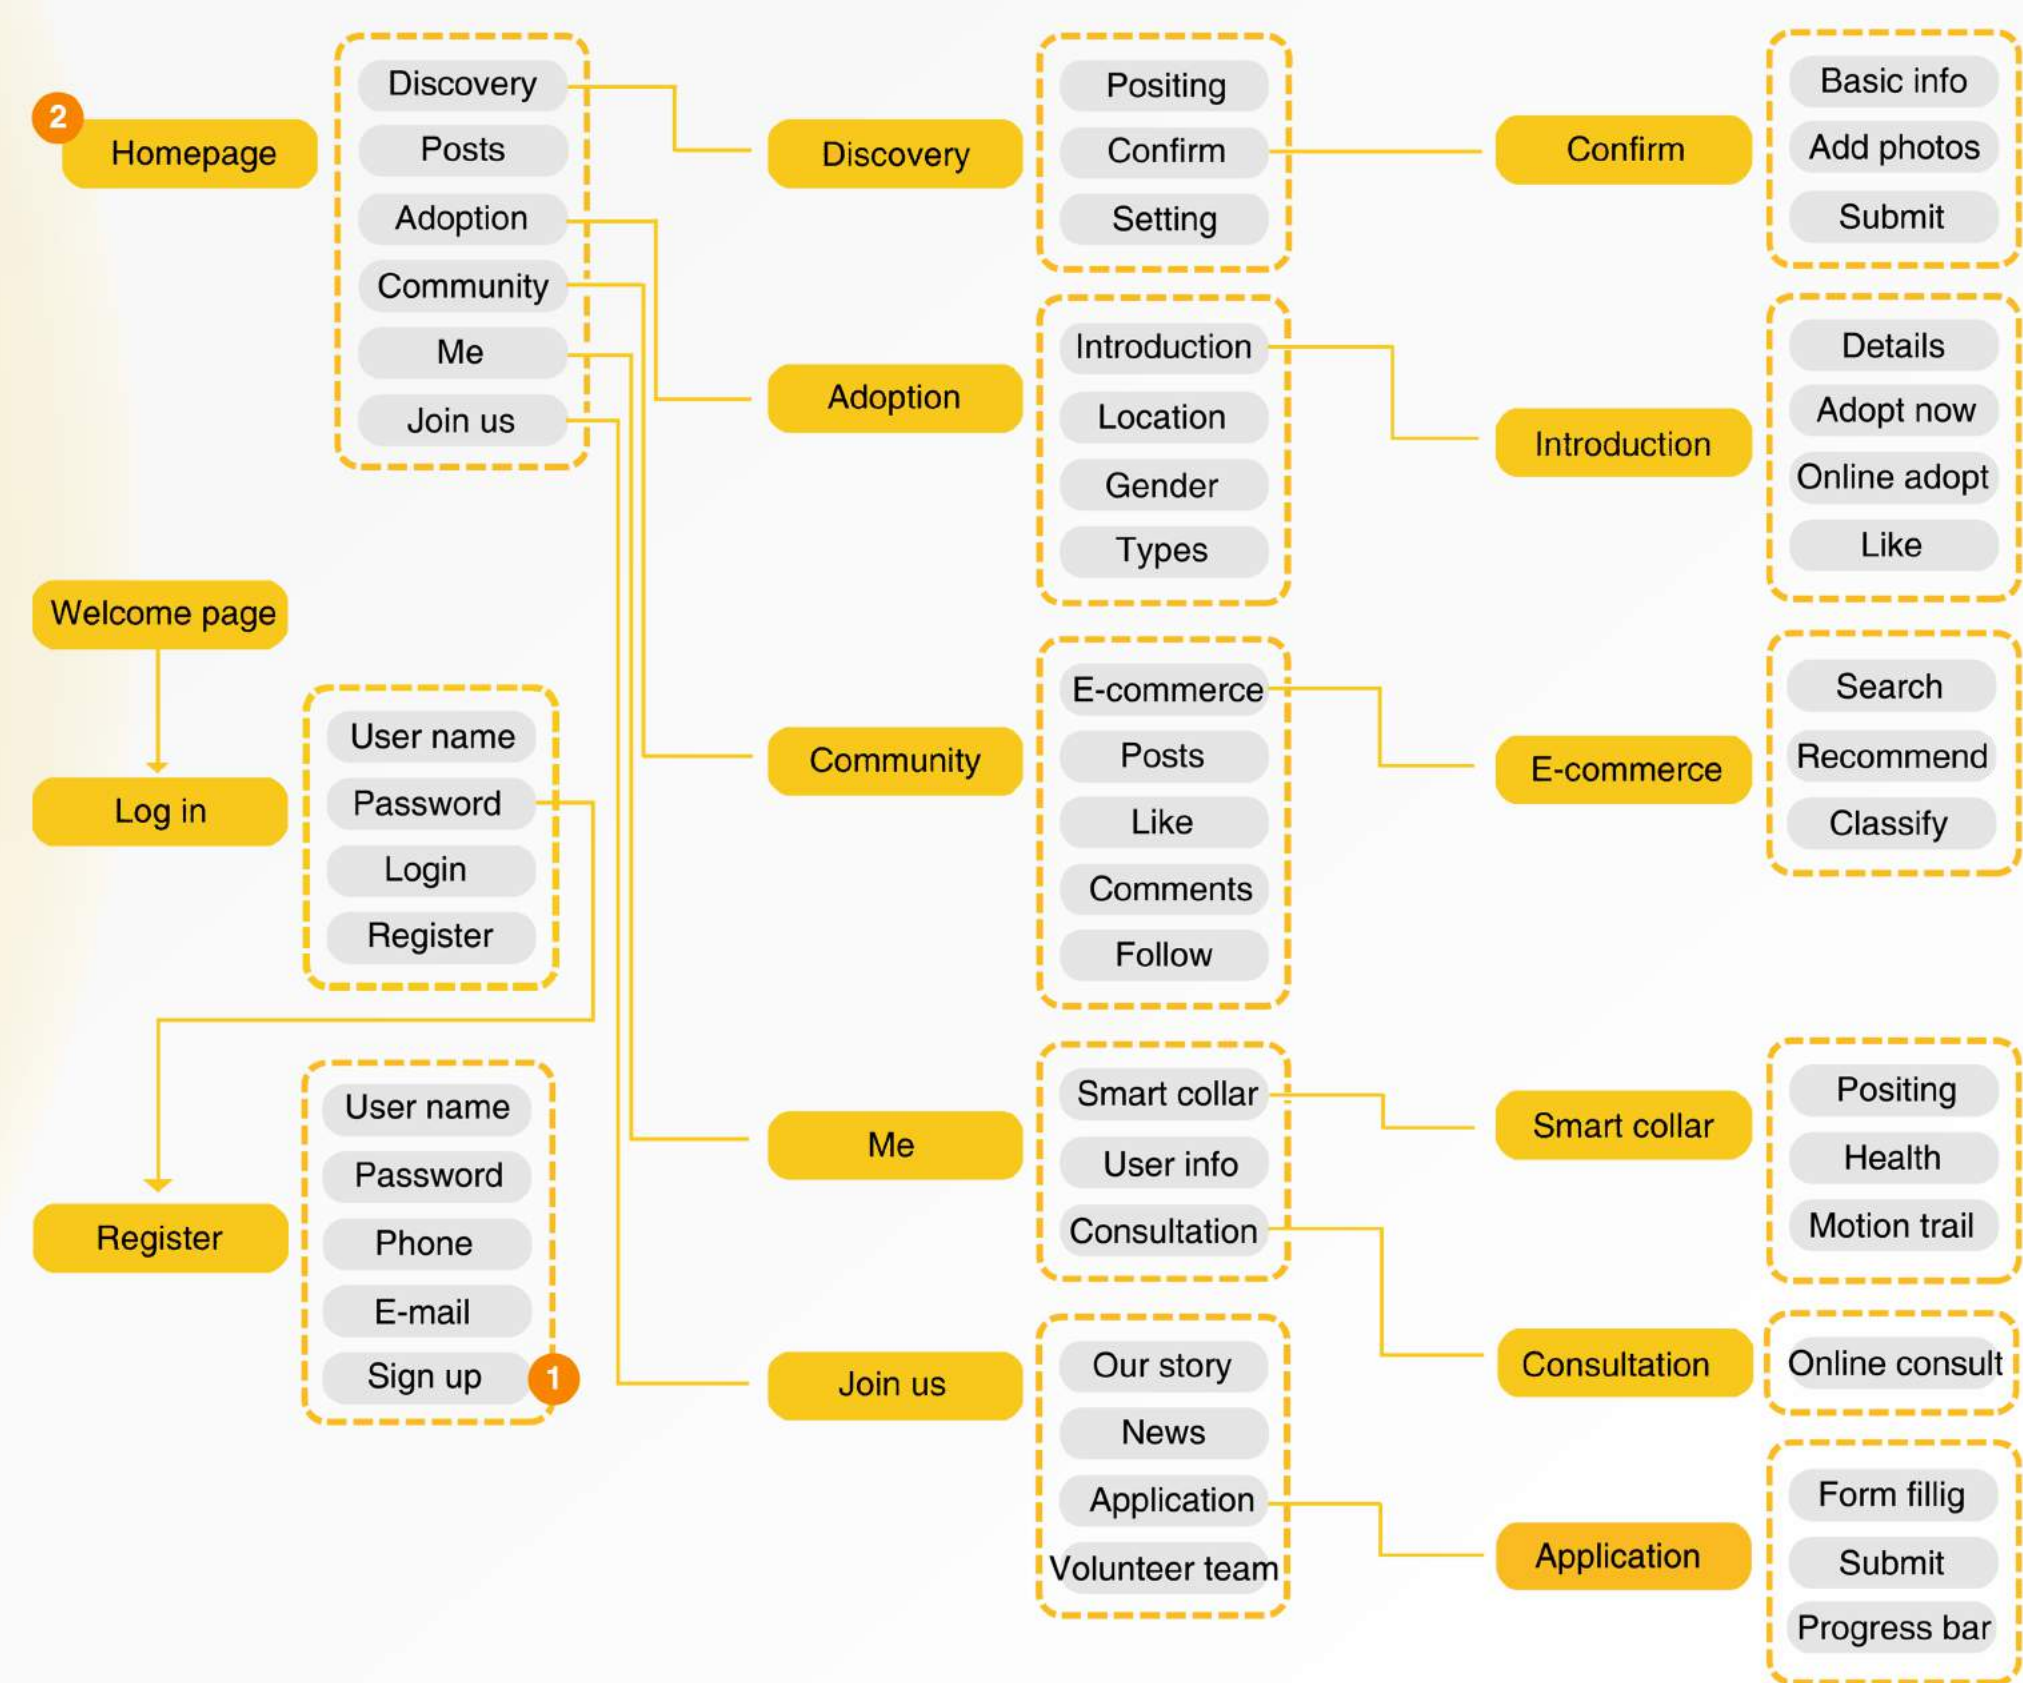 2
Homepage
Discovery
Posts
Adoption
Community
Me
Join us
Welcome page
Log in
User name
Password
Login
Register
Register
User name
Password
Phone
E-mail
Sign up
1
Discovery
Positing
Confirm
Setting
Adoption
Introduction
Location
Gender
Types
Community
E-commerce
Posts
Like
Comments
Follow
Me
Smart collar
User info
Consultation
Join us
Our story
News
Application
Volunteer team
Confirm
Basic info
Add photos
Submit
Introduction
Details
Adopt now
Online adopt
Like
E-commerce
Search
Recommend
Classify
Smart collar
Positing
Health
Motion trail
Consultation
Online consult
Application
Form fillig
Submit
Progress bar